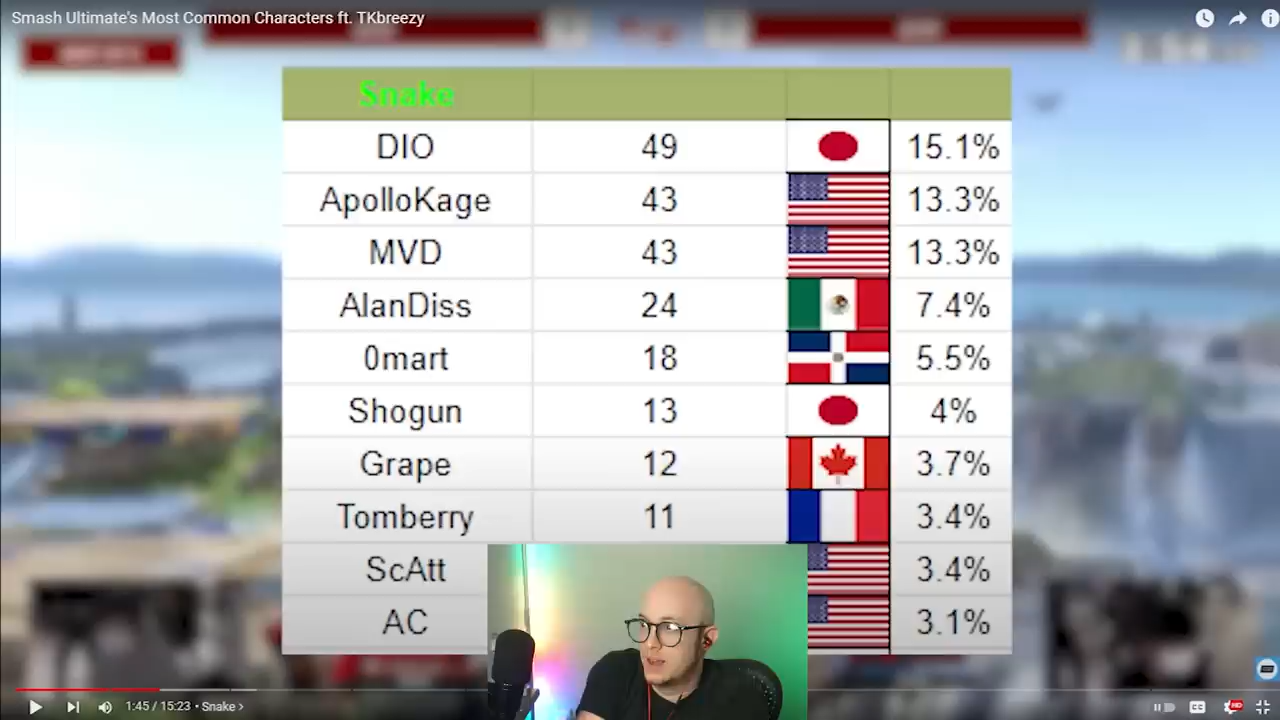 Smash Ultimate's Most Common Characters ft. TKbreezy
Snake
DIO 49 15.1%
ApolloKage 43 13.3%
MVD 43 13.3%
AlanDiss 24 7.4%
0mart 18 5.5%
Shogun 13 4%
Grape 12 3.7%
Tomberry 11 3.4%
ScAtt 3.4%
AC 3.1%
1:45 / 15:23 • Snake >
CC HD